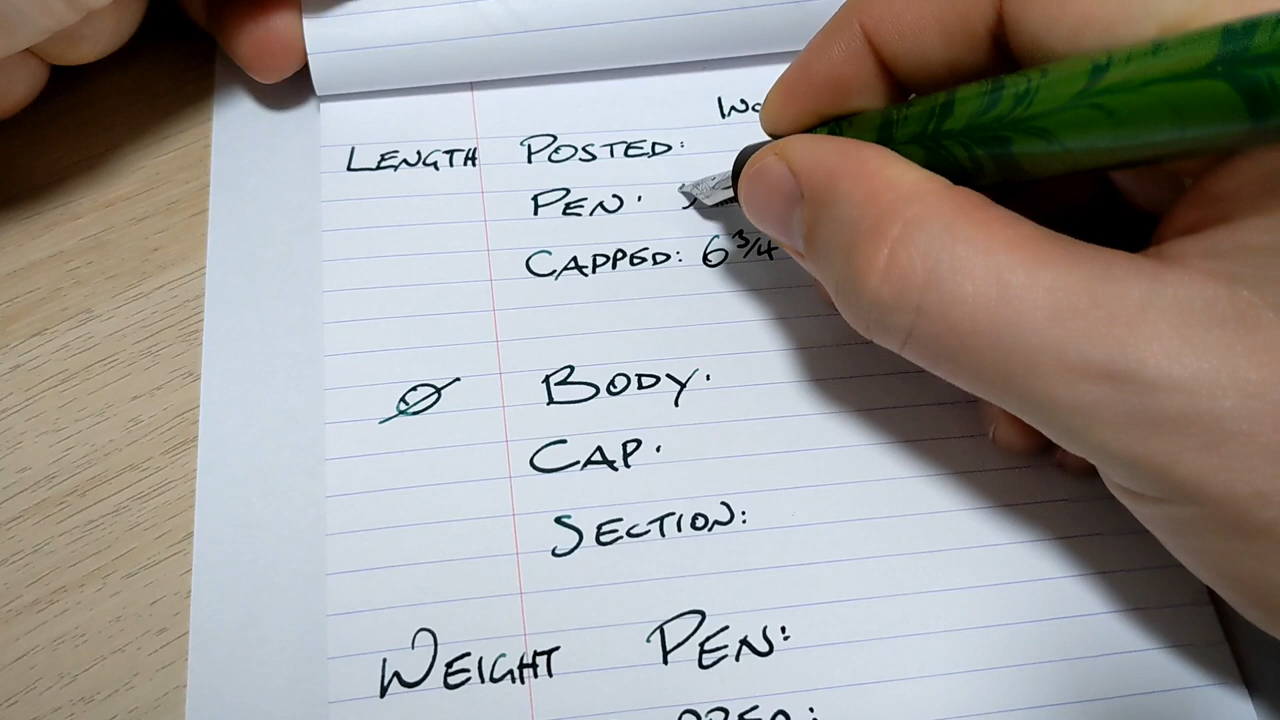 LENGTH POSTED:
PEN:
CAPPED: 6 3/4
Ø BODY.
CAP.
SECTION:
WEIGHT PEN: